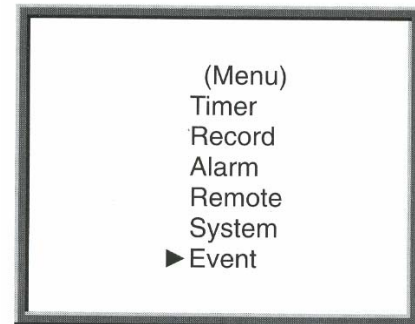 (Menu)
Timer
Record
Alarm
Remote
System
►Event